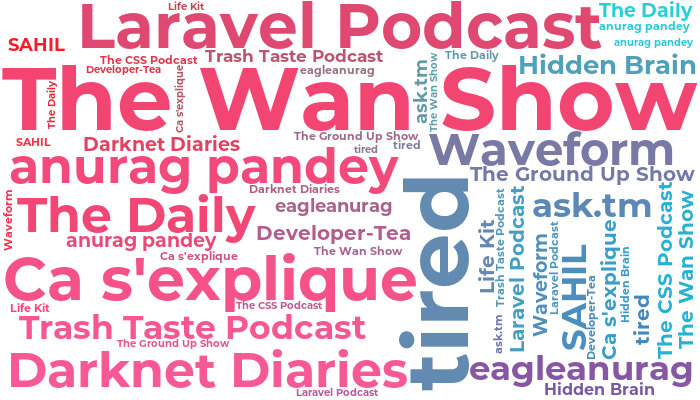 Life Kit
Laravel Podcast
The Daily
anurag pandey
anurag pandey
SAHIL
The CSS Podcast
Trash Taste Podcast
The Daily
Developer-Tea
eagleanurag
Hidden Brain
The Wan Show
The Daily
Ca s'explique
ask.tm
The Wan Show
SAHIL
Darknet Diaries
The Ground Up Show
tired
tired
Waveform
anurag pandey
The Ground Up Show
Darknet Diaries
tired
Waveform
The Daily
eagleanurag
ask.tm
anurag pandey
Developer-Tea
Ca s'explique
The Wan Show
Life Kit
Trash Taste Podcast
Laravel Podcast
Waveform
Laravel Podcast
SAHIL
Developer-Tea
Ca s'explique
Hidden Brain
tired
The CSS Podcast
The Wan Show
Ca s'explique
Life Kit
The CSS Podcast
ask.tm
Trash Taste Podcast
The Ground Up Show
Darknet Diaries
eagleanurag
Laravel Podcast
Hidden Brain